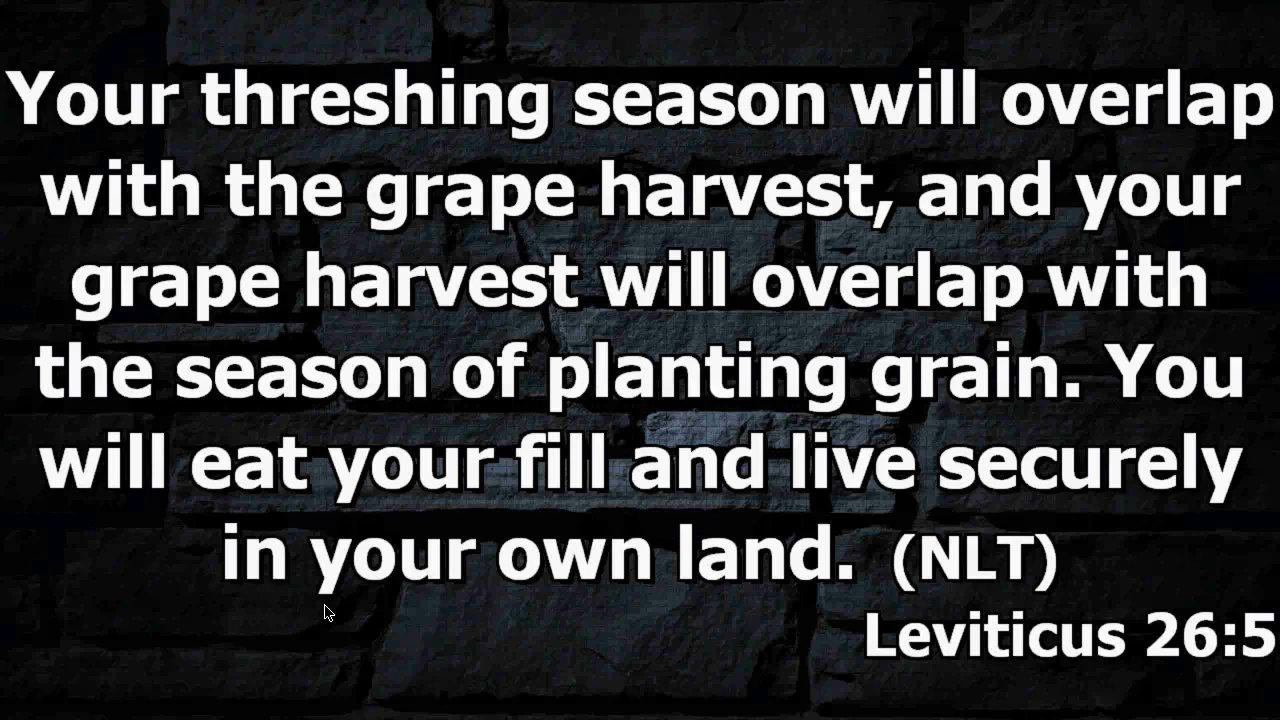 Your threshing season will overlap
with the grape harvest, and your
grape harvest will overlap with
the season of planting grain. You
will eat your fill and live securely
in your own land. (NLT)
Leviticus 26:5